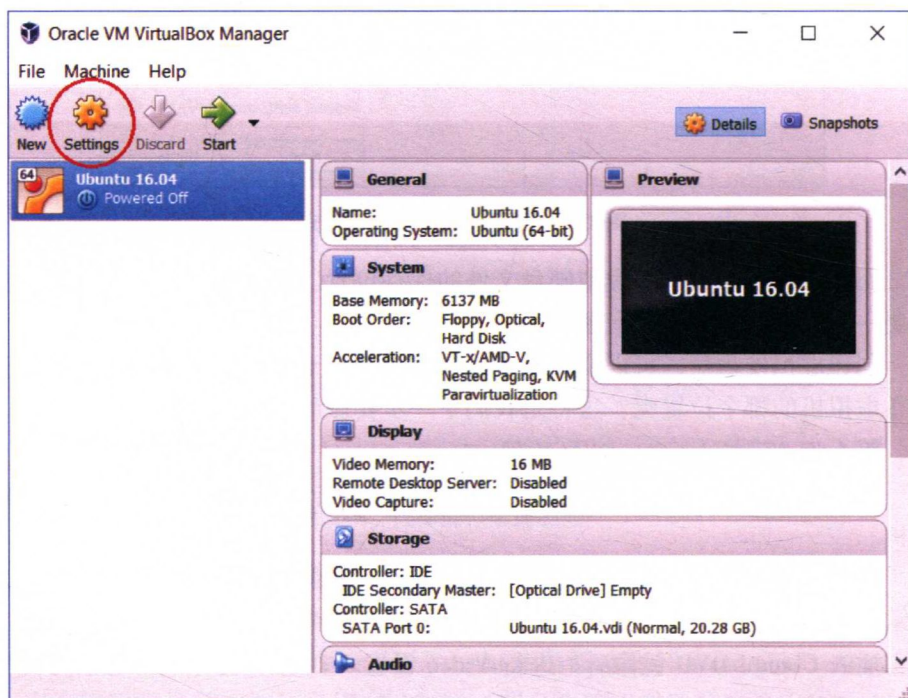 Oracle VM VirtualBox Manager
File Machine Help
New Settings Discard Start
Details Snapshots
64
Ubuntu 16.04
Powered Off
General
Name: Ubuntu 16.04
Operating System: Ubuntu (64-bit)
System
Base Memory: 6137 MB
Boot Order: Floppy, Optical,
Hard Disk
Acceleration: VT-x/AMD-V,
Nested Paging, KVM
Paravirtualization
Preview
Ubuntu 16.04
Display
Video Memory: 16 MB
Remote Desktop Server: Disabled
Video Capture: Disabled
Storage
Controller: IDE
IDE Secondary Master: [Optical Drive] Empty
Controller: SATA
SATA Port 0: Ubuntu 16.04.vdi (Normal, 20.28 GB)
Audio